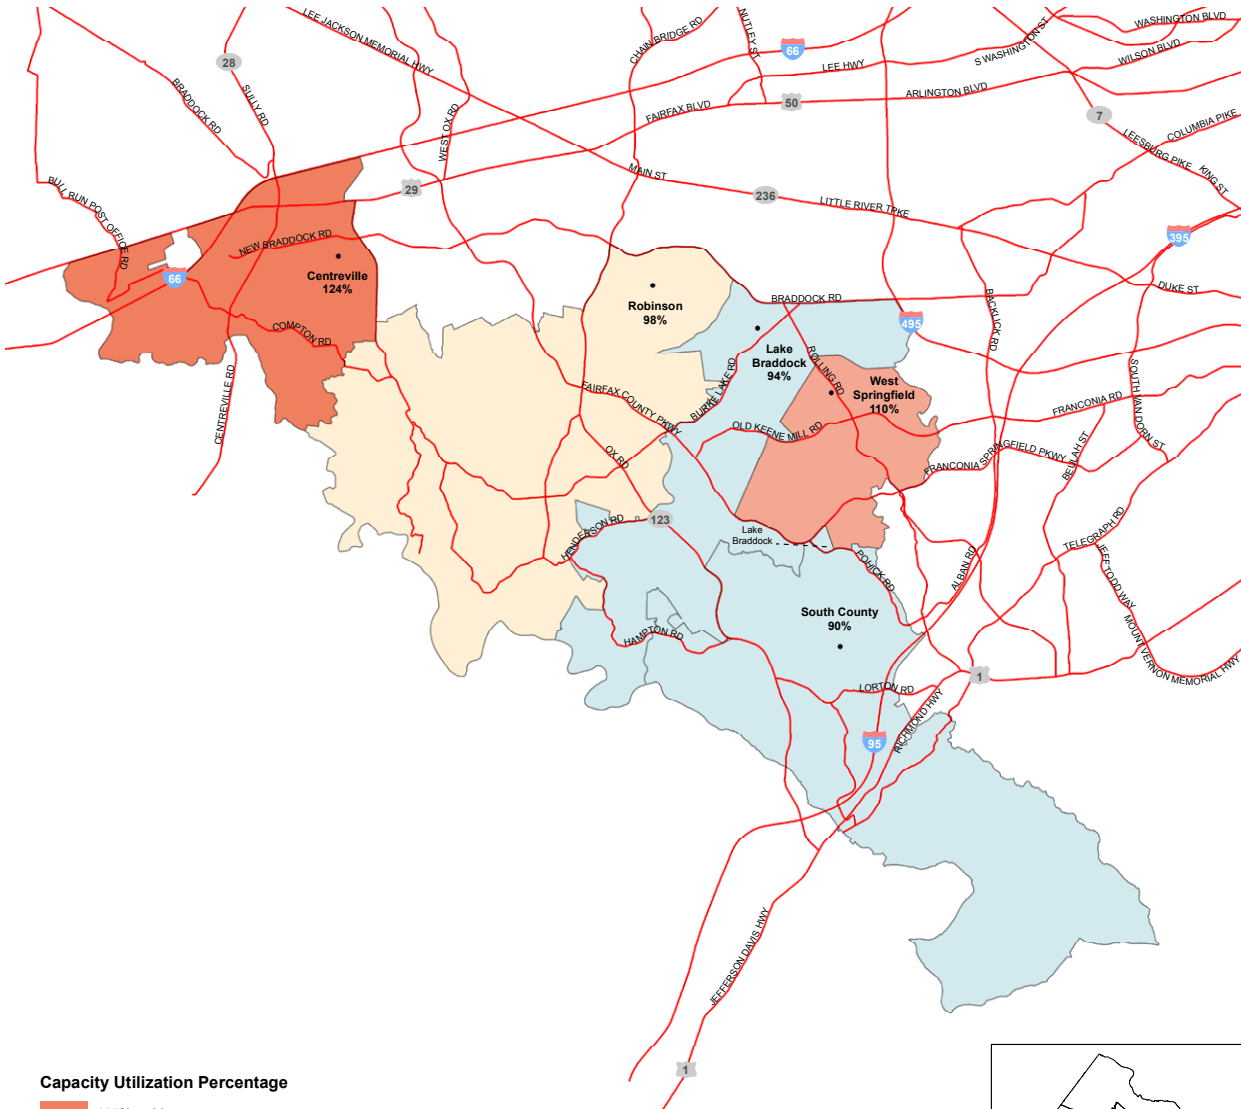 LEE JACKSON MEMORIAL HWY
CHAIN BRIDGE RD
NUTLEY ST
66
LEE HWY
S WASHINGTON ST
WASHINGTON BLVD
WILSON BLVD
28
BRADDOCK RD
SULLY RD
WEST OX RD
FAIRFAX BLVD
50
ARLINGTON BLVD
7
COLUMBIA PIKE
LEESBURG PIKE
KING ST
MAIN ST
29
236
LITTLE RIVER TPKE
BULL RUN POST OFFICE RD
NEW BRADDOCK RD
395
66
Centreville
124%
Robinson
98%
BRADDOCK RD
DUKE ST
BACKLICK RD
495
COMPTON RD
Lake
Braddock
94%
ROLLING RD
West
Springfield
110%
BURKE LAKE RD
FAIRFAX COUNTY PKWY
CENTREVILLE RD
SOUTH VAN DORN ST
FRANCONIA RD
OLD KEENE MILL RD
OX RD
FRANCONIA SPRINGFIELD PKWY
BEULAH ST
123
HENDERSON RD
Lake
Braddock
POHICK RD
ALBAN RD
TELEGRAPH RD
JEFF TODD WAY
South County
90%
HAMPTON RD
MOUNT VERNON MEMORIAL HWY
1
LORTON RD
RICHMOND HWY
95
JEFFERSON DAVIS HWY
1
Capacity Utilization Percentage